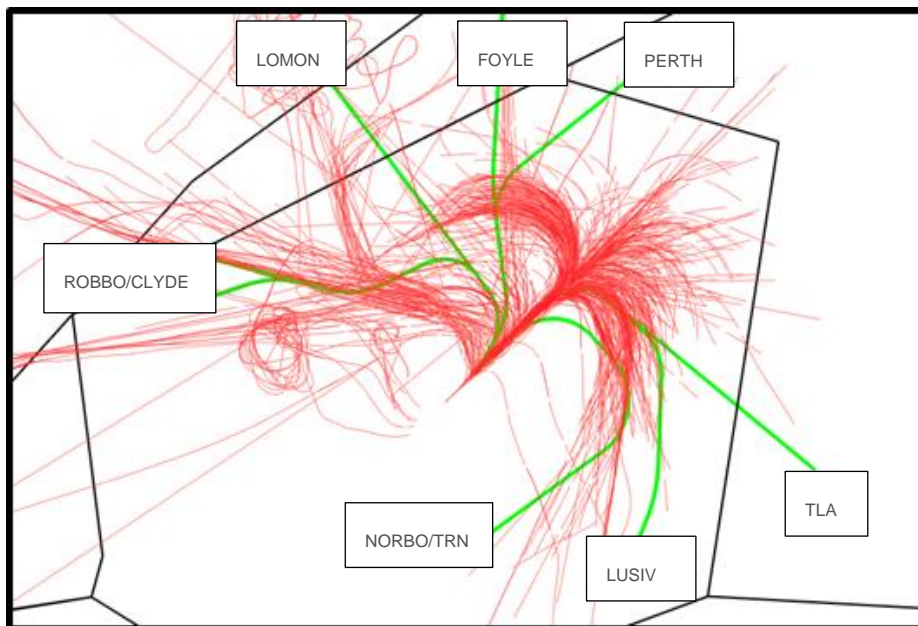 LOMON
FOYLE
PERTH
ROBBO/CLYDE
TLA
NORBO/TRN
LUSIV